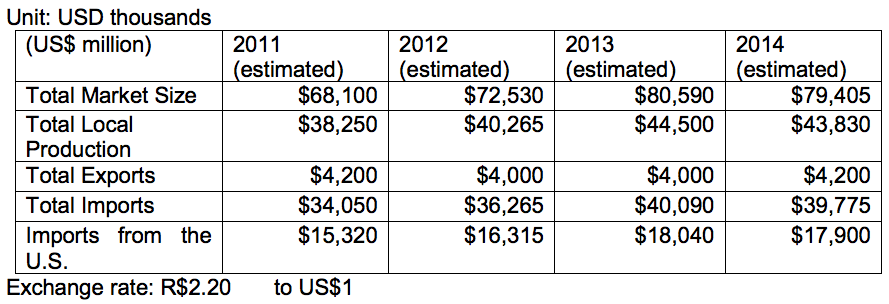 Unit: USD thousands
(US$ million) 2011 (estimated) 2012 (estimated) 2013 (estimated) 2014 (estimated)
Total Market Size $68,100 $72,530 $80,590 $79,405
Total Local Production $38,250 $40,265 $44,500 $43,830
Total Exports $4,200 $4,000 $4,000 $4,200
Total Imports $34,050 $36,265 $40,090 $39,775
Imports from the U.S. $15,320 $16,315 $18,040 $17,900
Exchange rate: R$2.20 to US$1